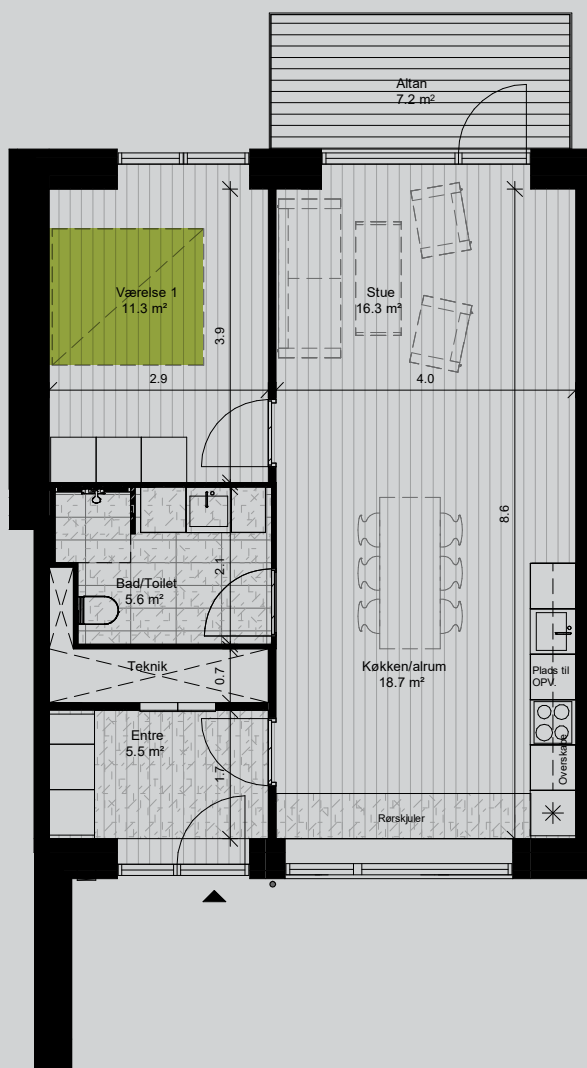 Altan
7.2 m²
Værelse 1
11.3 m²
Stue
16.3 m²
3.9
2.9
4.0
8.6
Bad/Toilet
5.6 m²
2.1
Teknik
0.7
Køkken/alrum
18.7 m²
Plads til
OPV.
Entre
5.5 m²
1.7
Overskabe
Rørskjuler